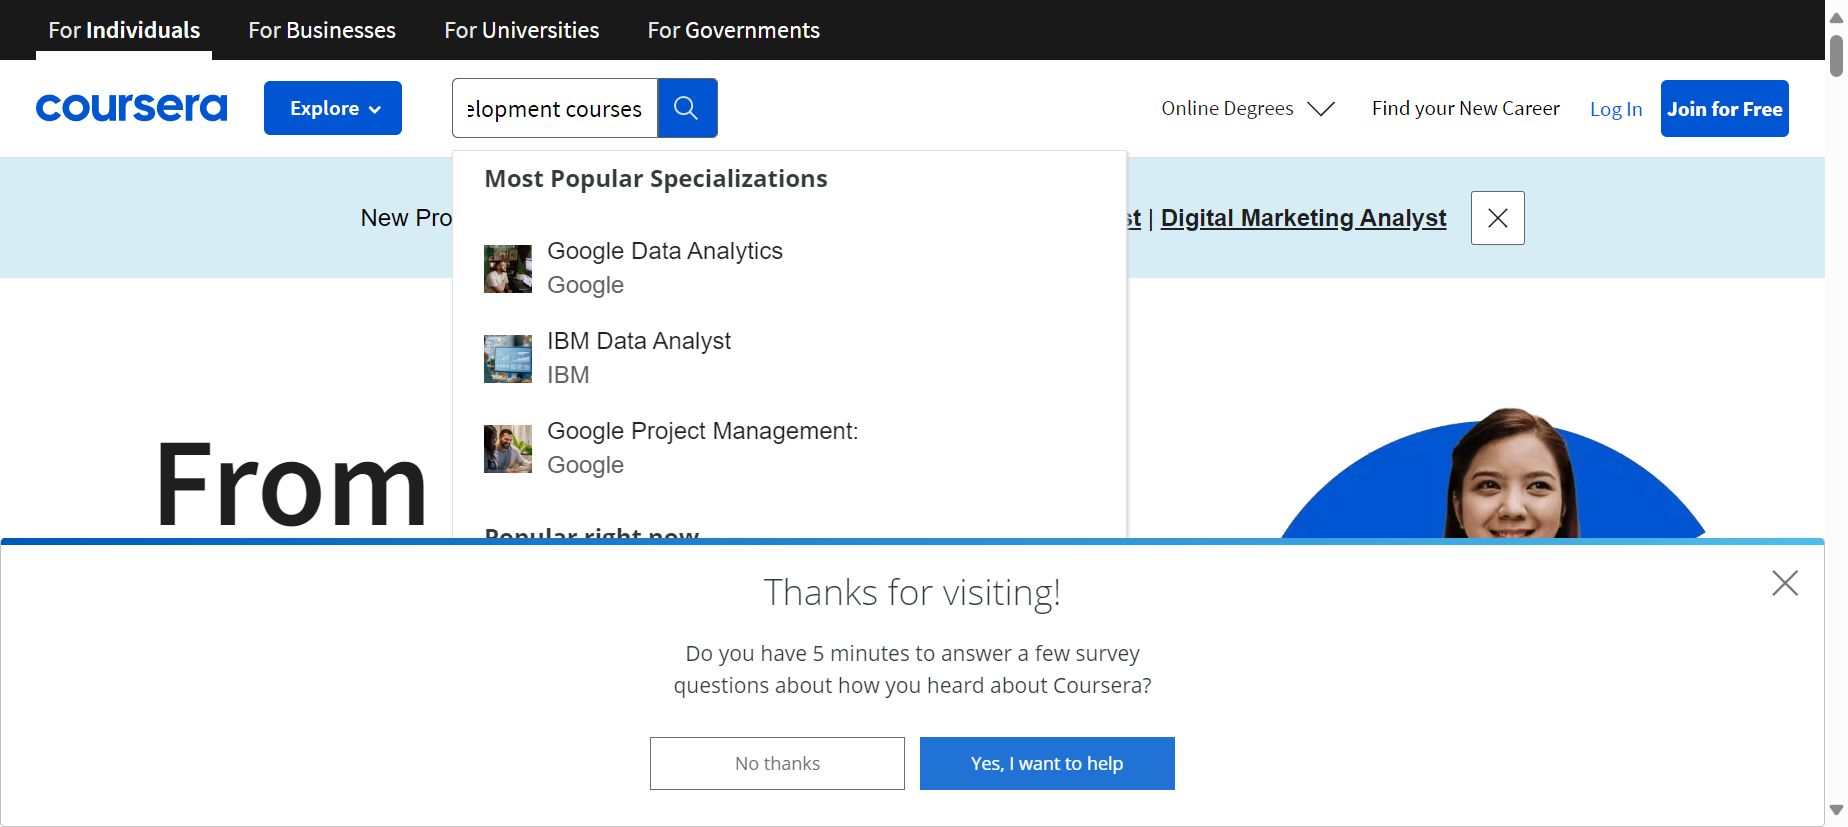 For Individuals
For Businesses
For Universities
For Governments
coursera
Explore
elopment courses
Online Degrees
Find your New Career
Log In
Join for Free
New Pro
st | Digital Marketing Analyst
Most Popular Specializations
Google Data Analytics
Google
IBM Data Analyst
IBM
Google Project Management:
Google
From
Popular right now
Thanks for visiting!
Do you have 5 minutes to answer a few survey
questions about how you heard about Coursera?
No thanks
Yes, I want to help